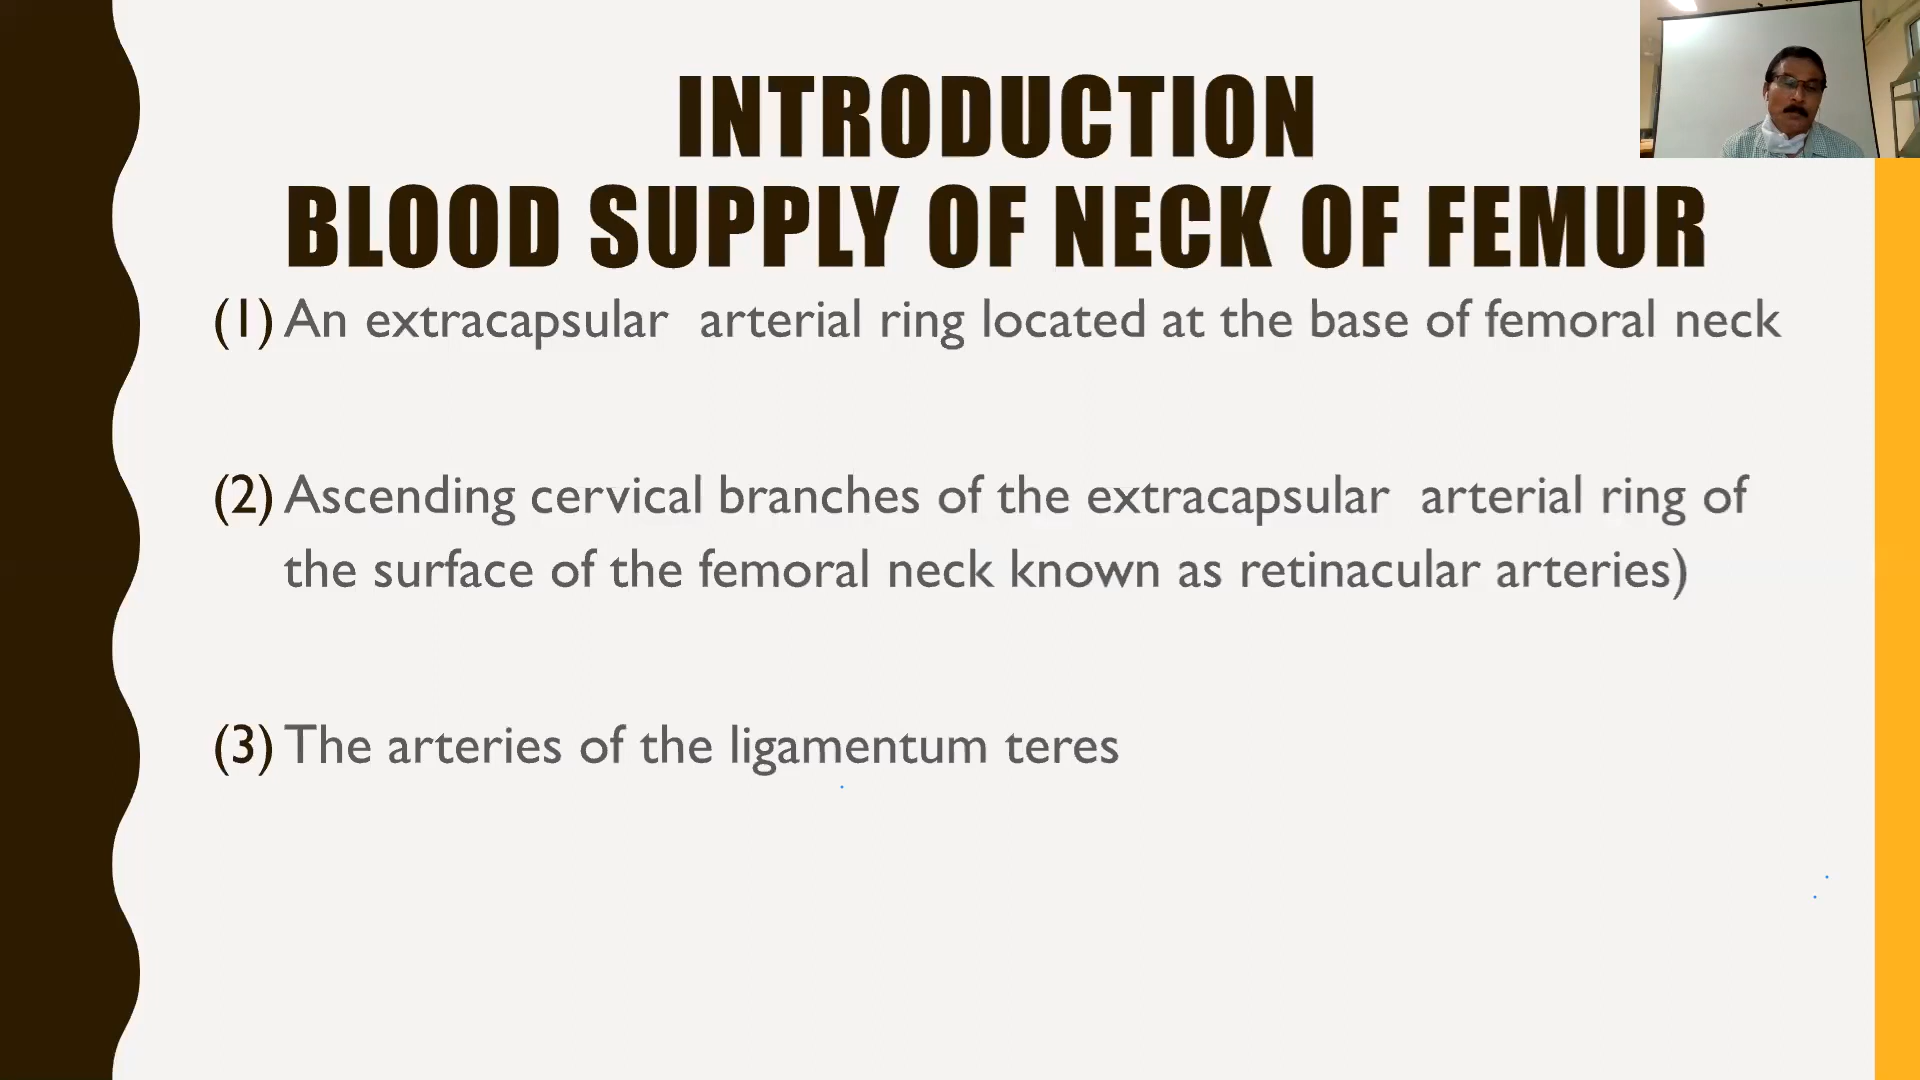 INTRODUCTION
BLOOD SUPPLY OF NECK OF FEMUR
(1) An extracapsular arterial ring located at the base of femoral neck
(2) Ascending cervical branches of the extracapsular arterial ring of
the surface of the femoral neck known as retinacular arteries)
(3) The arteries of the ligamentum teres